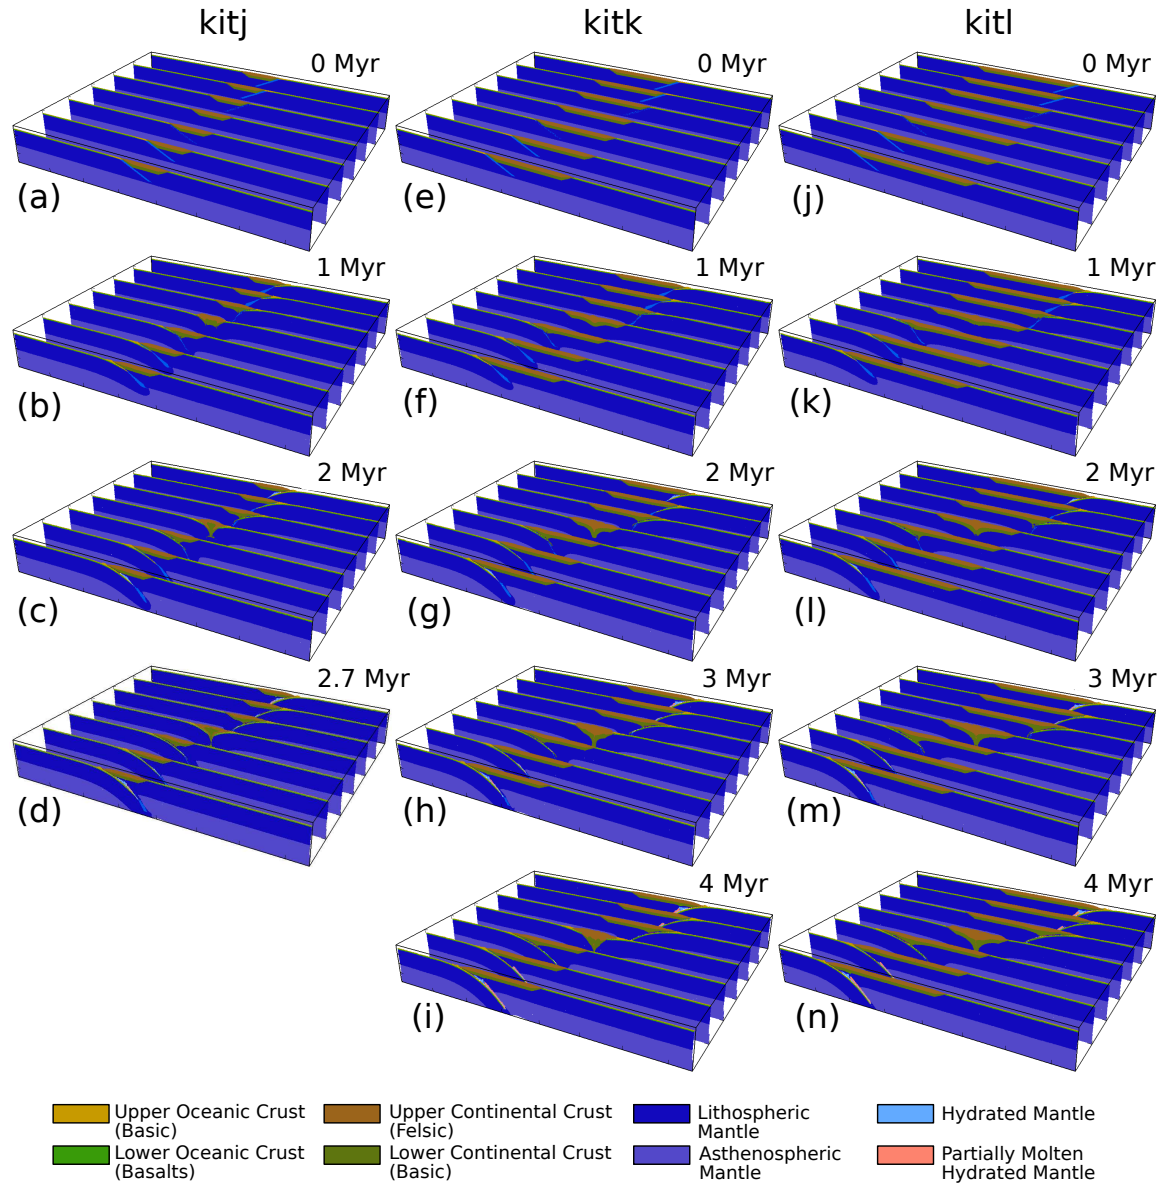 kitj kitk kitl
0 Myr 0 Myr 0 Myr
(a) (e) (j)
1 Myr 1 Myr 1 Myr
(b) (f) (k)
2 Myr 2 Myr 2 Myr
(c) (g) (l)
2.7 Myr 3 Myr 3 Myr
(d) (h) (m)
4 Myr 4 Myr
(i) (n)
Upper Oceanic Crust
(Basic)
Upper Continental Crust
(Felsic)
Lithospheric
Mantle
Hydrated Mantle
Lower Oceanic Crust
(Basalts)
Lower Continental Crust
(Basic)
Asthenospheric
Mantle
Partially Molten
Hydrated Mantle